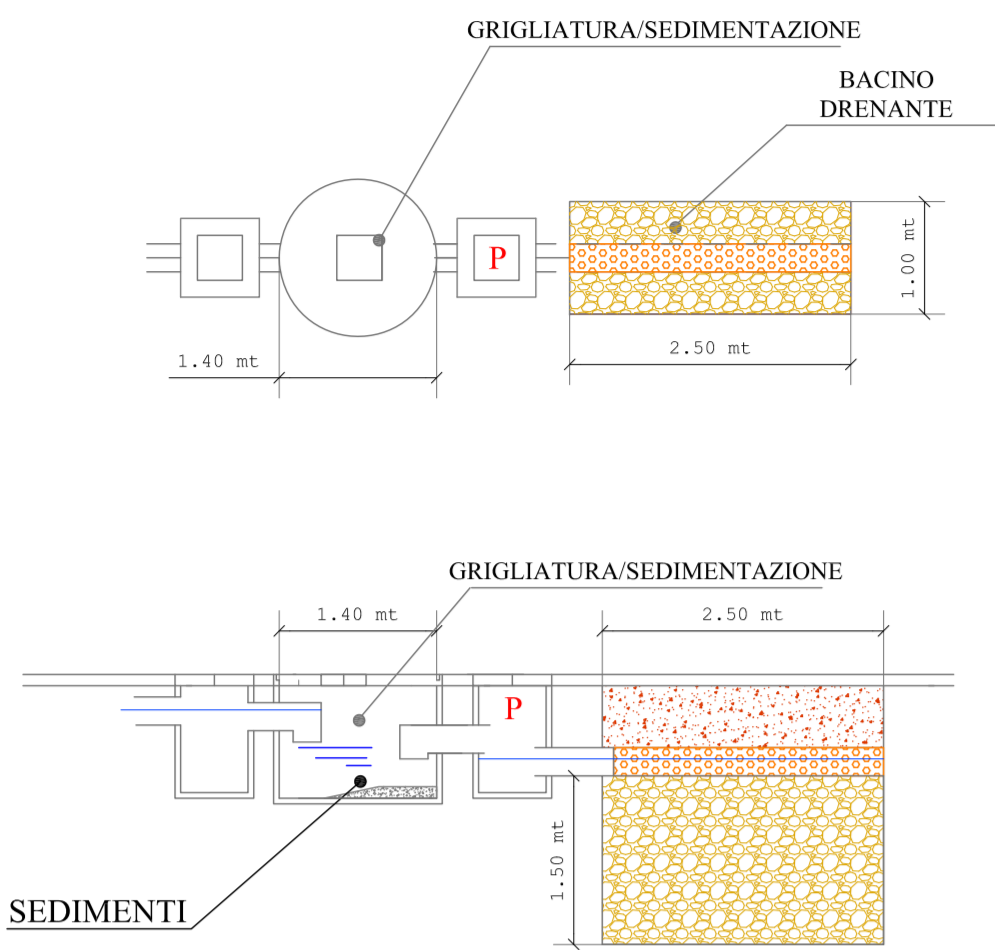 GRIGLIATURA/SEDIMENTAZIONE
BACINO
DRENANTE
P
1.00 mt
1.40 mt
2.50 mt
GRIGLIATURA/SEDIMENTAZIONE
1.40 mt
2.50 mt
P
1.50 mt
SEDIMENTI